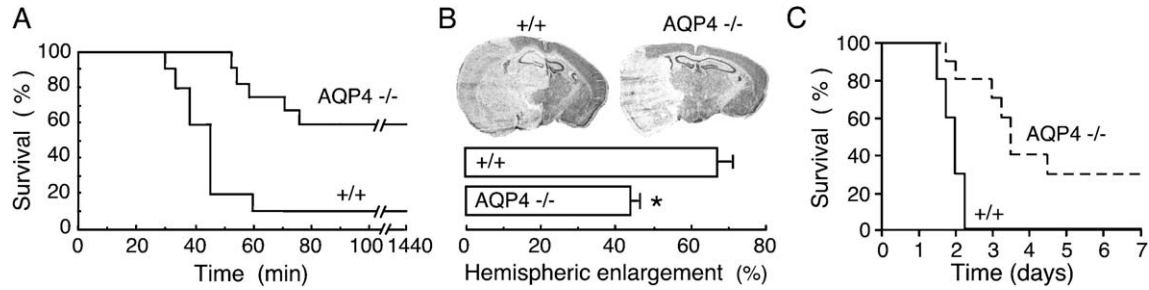 A
Survival (%)
100
80
60
40
20
0
AQP4 -/-
+/+
0 20 40 60 80 100 1440
Time (min)
B
+/+ AQP4 -/-
+/+
AQP4 -/- *
0 20 40 60 80
Hemispheric enlargement (%)
C
Survival (%)
100
80
60
40
20
0
AQP4 -/-
+/+
0 1 2 3 4 5 6 7
Time (days)